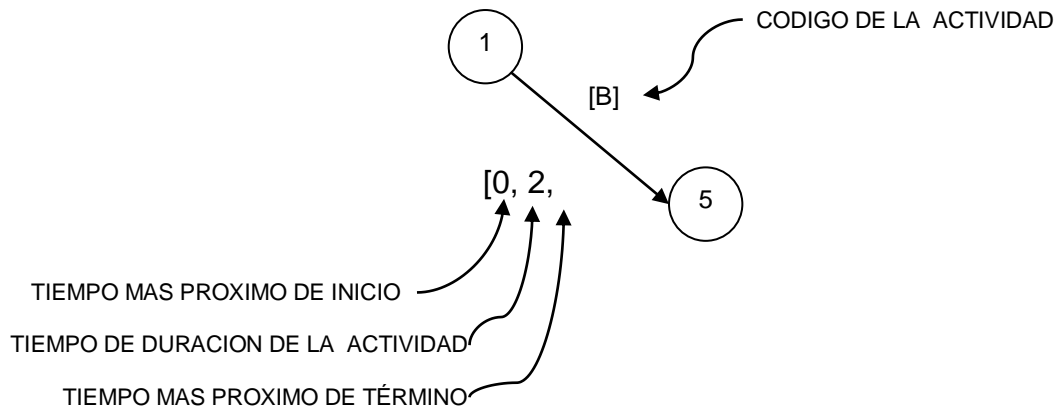 CODIGO DE LA ACTIVIDAD
1
[B]
[0, 2,
5
TIEMPO MAS PROXIMO DE INICIO
TIEMPO DE DURACION DE LA ACTIVIDAD
TIEMPO MAS PROXIMO DE TÉRMINO